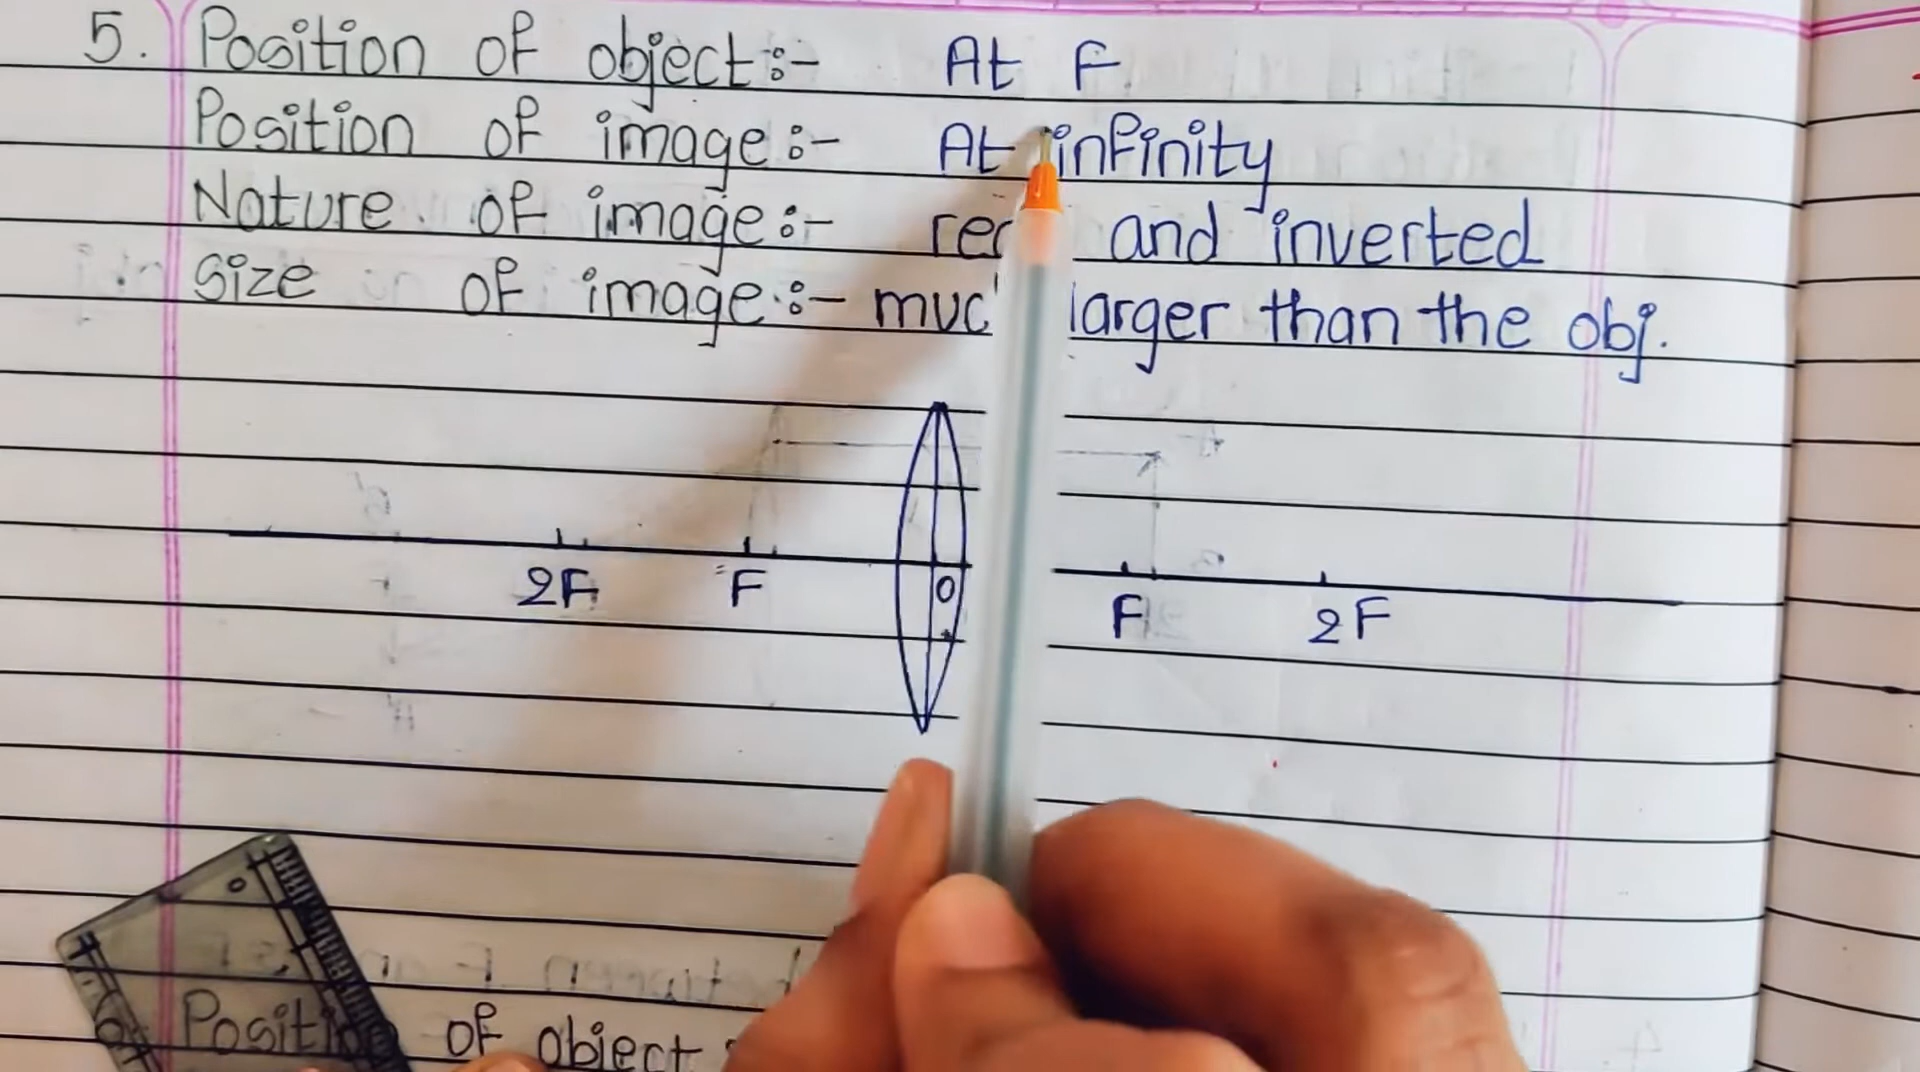 5. Position of object:- At F
Position of image:- At infinity
Nature of image:- and inverted
Size of image:- larger than the obj.
2F F O F 2F
of object